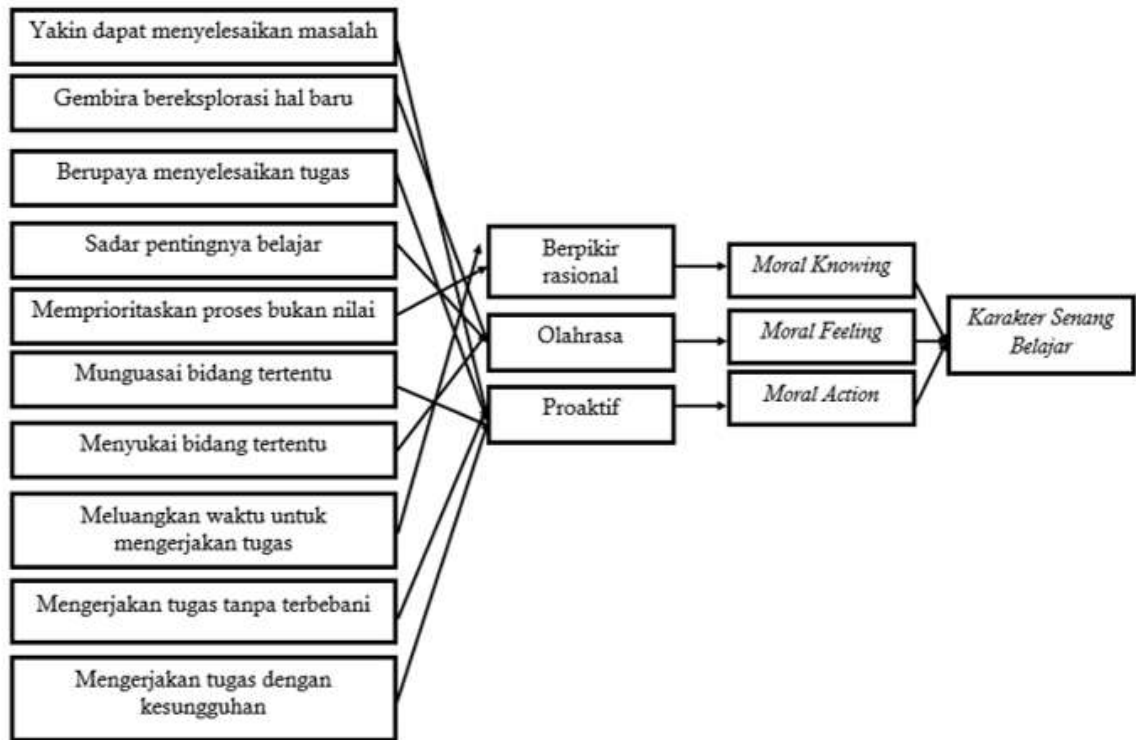 Yakin dapat menyelesaikan masalah
Gembira bereksplorasi hal baru
Berupaya menyelesaikan tugas
Sadar pentingnya belajar
Memprioritaskan proses bukan nilai
Munguasai bidang tertentu
Menyukai bidang tertentu
Meluangkan waktu untuk
mengerjakan tugas
Mengerjakan tugas tanpa terbebani
Mengerjakan tugas dengan
kesungguhan
Berpikir
rasional
Olahrasa
Proaktif
Moral Knowing
Moral Feeling
Moral Action
Karakter Senang
Belajar